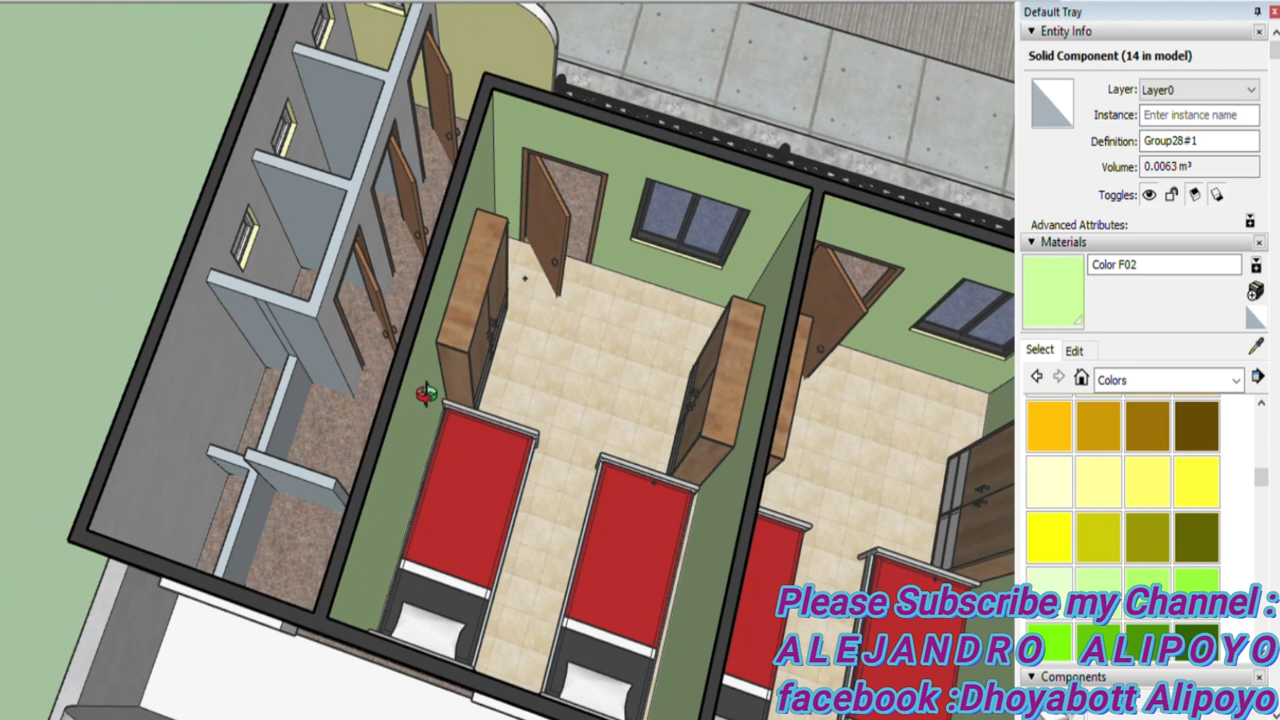 Default Tray
Entity Info
Solid Component (14 in model)
Layer: Layer0
Instance: Enter instance name
Definition: Group28#1
Volume: 0.0063 m³
Toggles:
Advanced Attributes:
Materials
Color F02
Select Edit
Colors
Please Subscribe my Channel :
ALEJANDRO ALIPOYO
Components
facebook :Dhoyabott Alipoyo